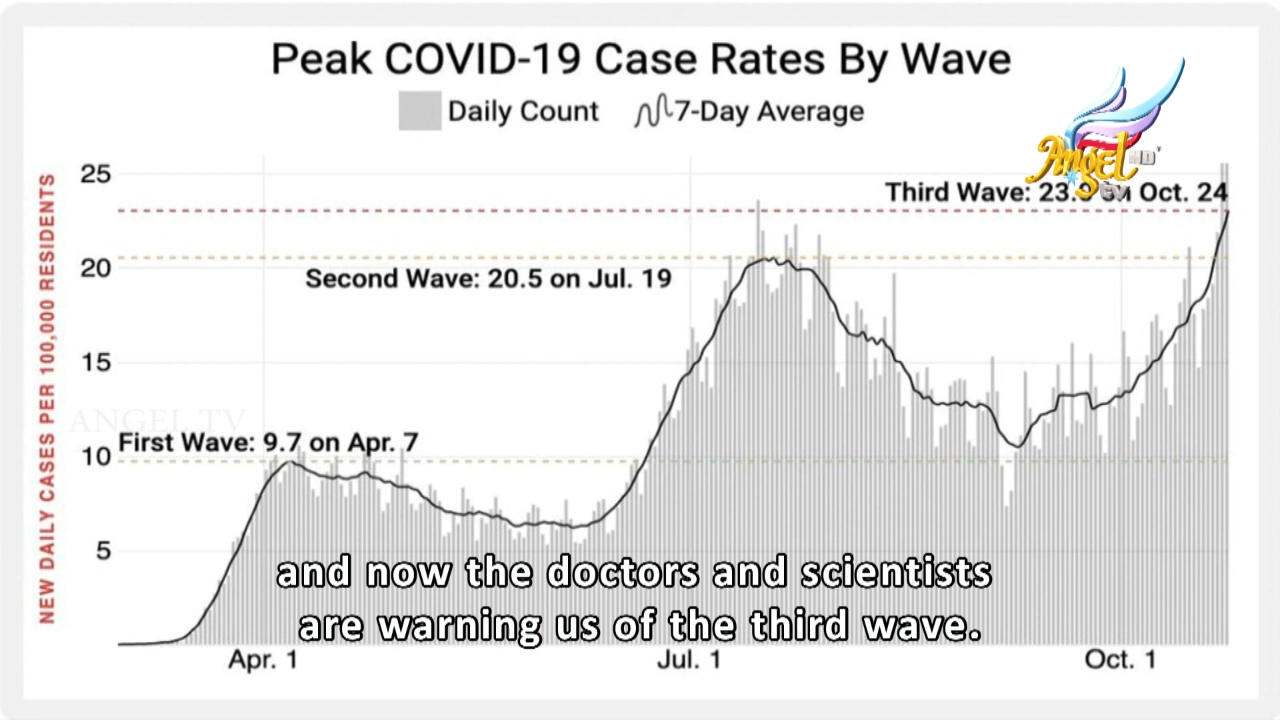 Peak COVID-19 Case Rates By Wave
Daily Count 7-Day Average
Angel HD
tv
25
Third Wave: on Oct. 24
NEW DAILY CASES PER 100,000 RESIDENTS
20
Second Wave: 20.5 on Jul. 19
15
ANGEL TV
First Wave: 9.7 on Apr. 7
10
5
and now the doctors and scientists
are warning us of the third wave.
Apr. 1 Jul. 1 Oct. 1